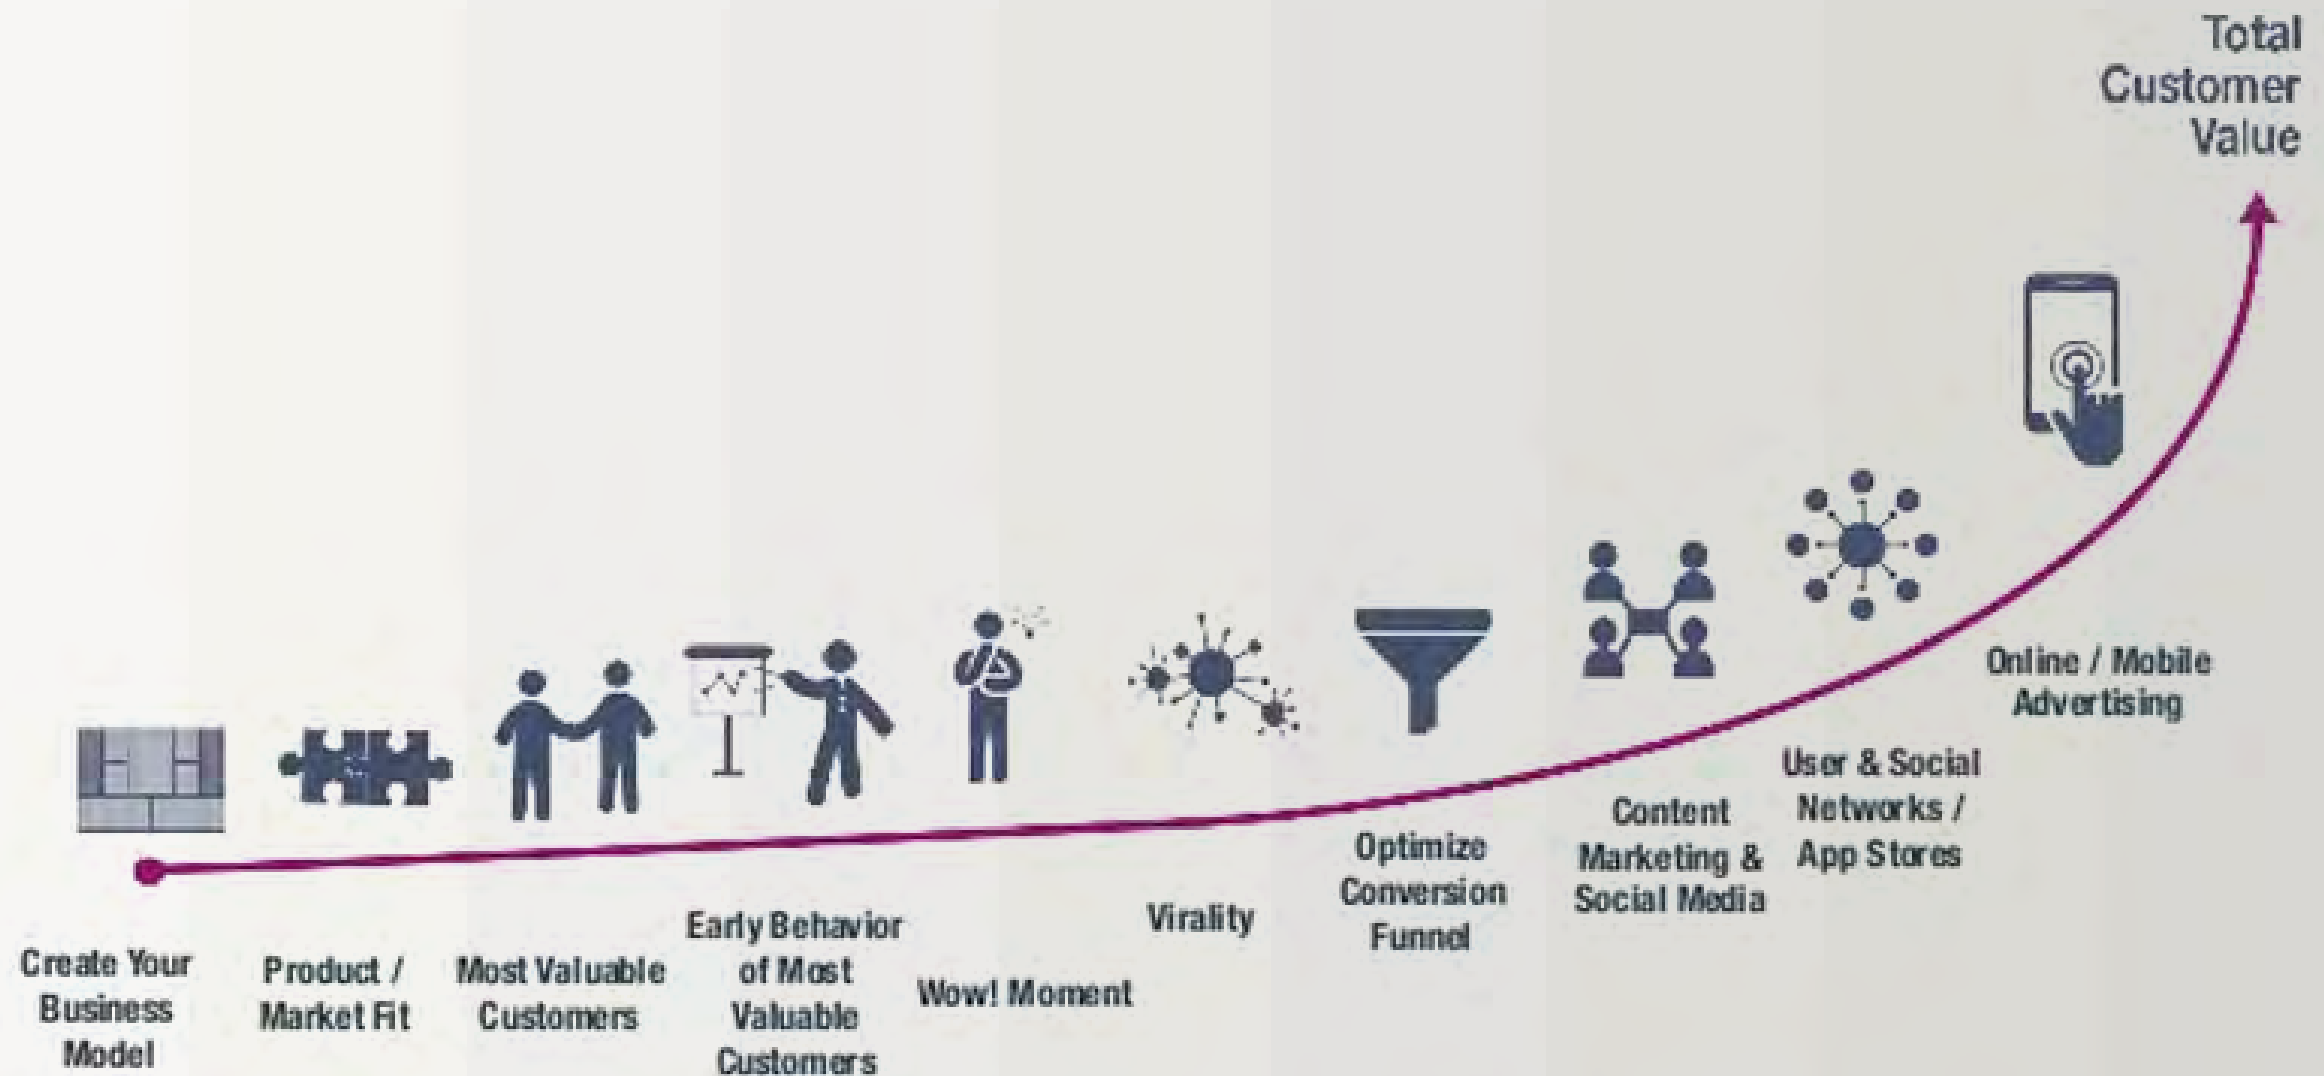 Total
Customer
Value
Create Your
Business
Model
Product /
Market Fit
Most Valuable
Customers
Early Behavior
of Most
Valuable
Customers
Wow! Moment
Virality
Optimize
Conversion
Funnel
Content
Marketing &
Social Media
User & Social
Networks /
App Stores
Online / Mobile
Advertising